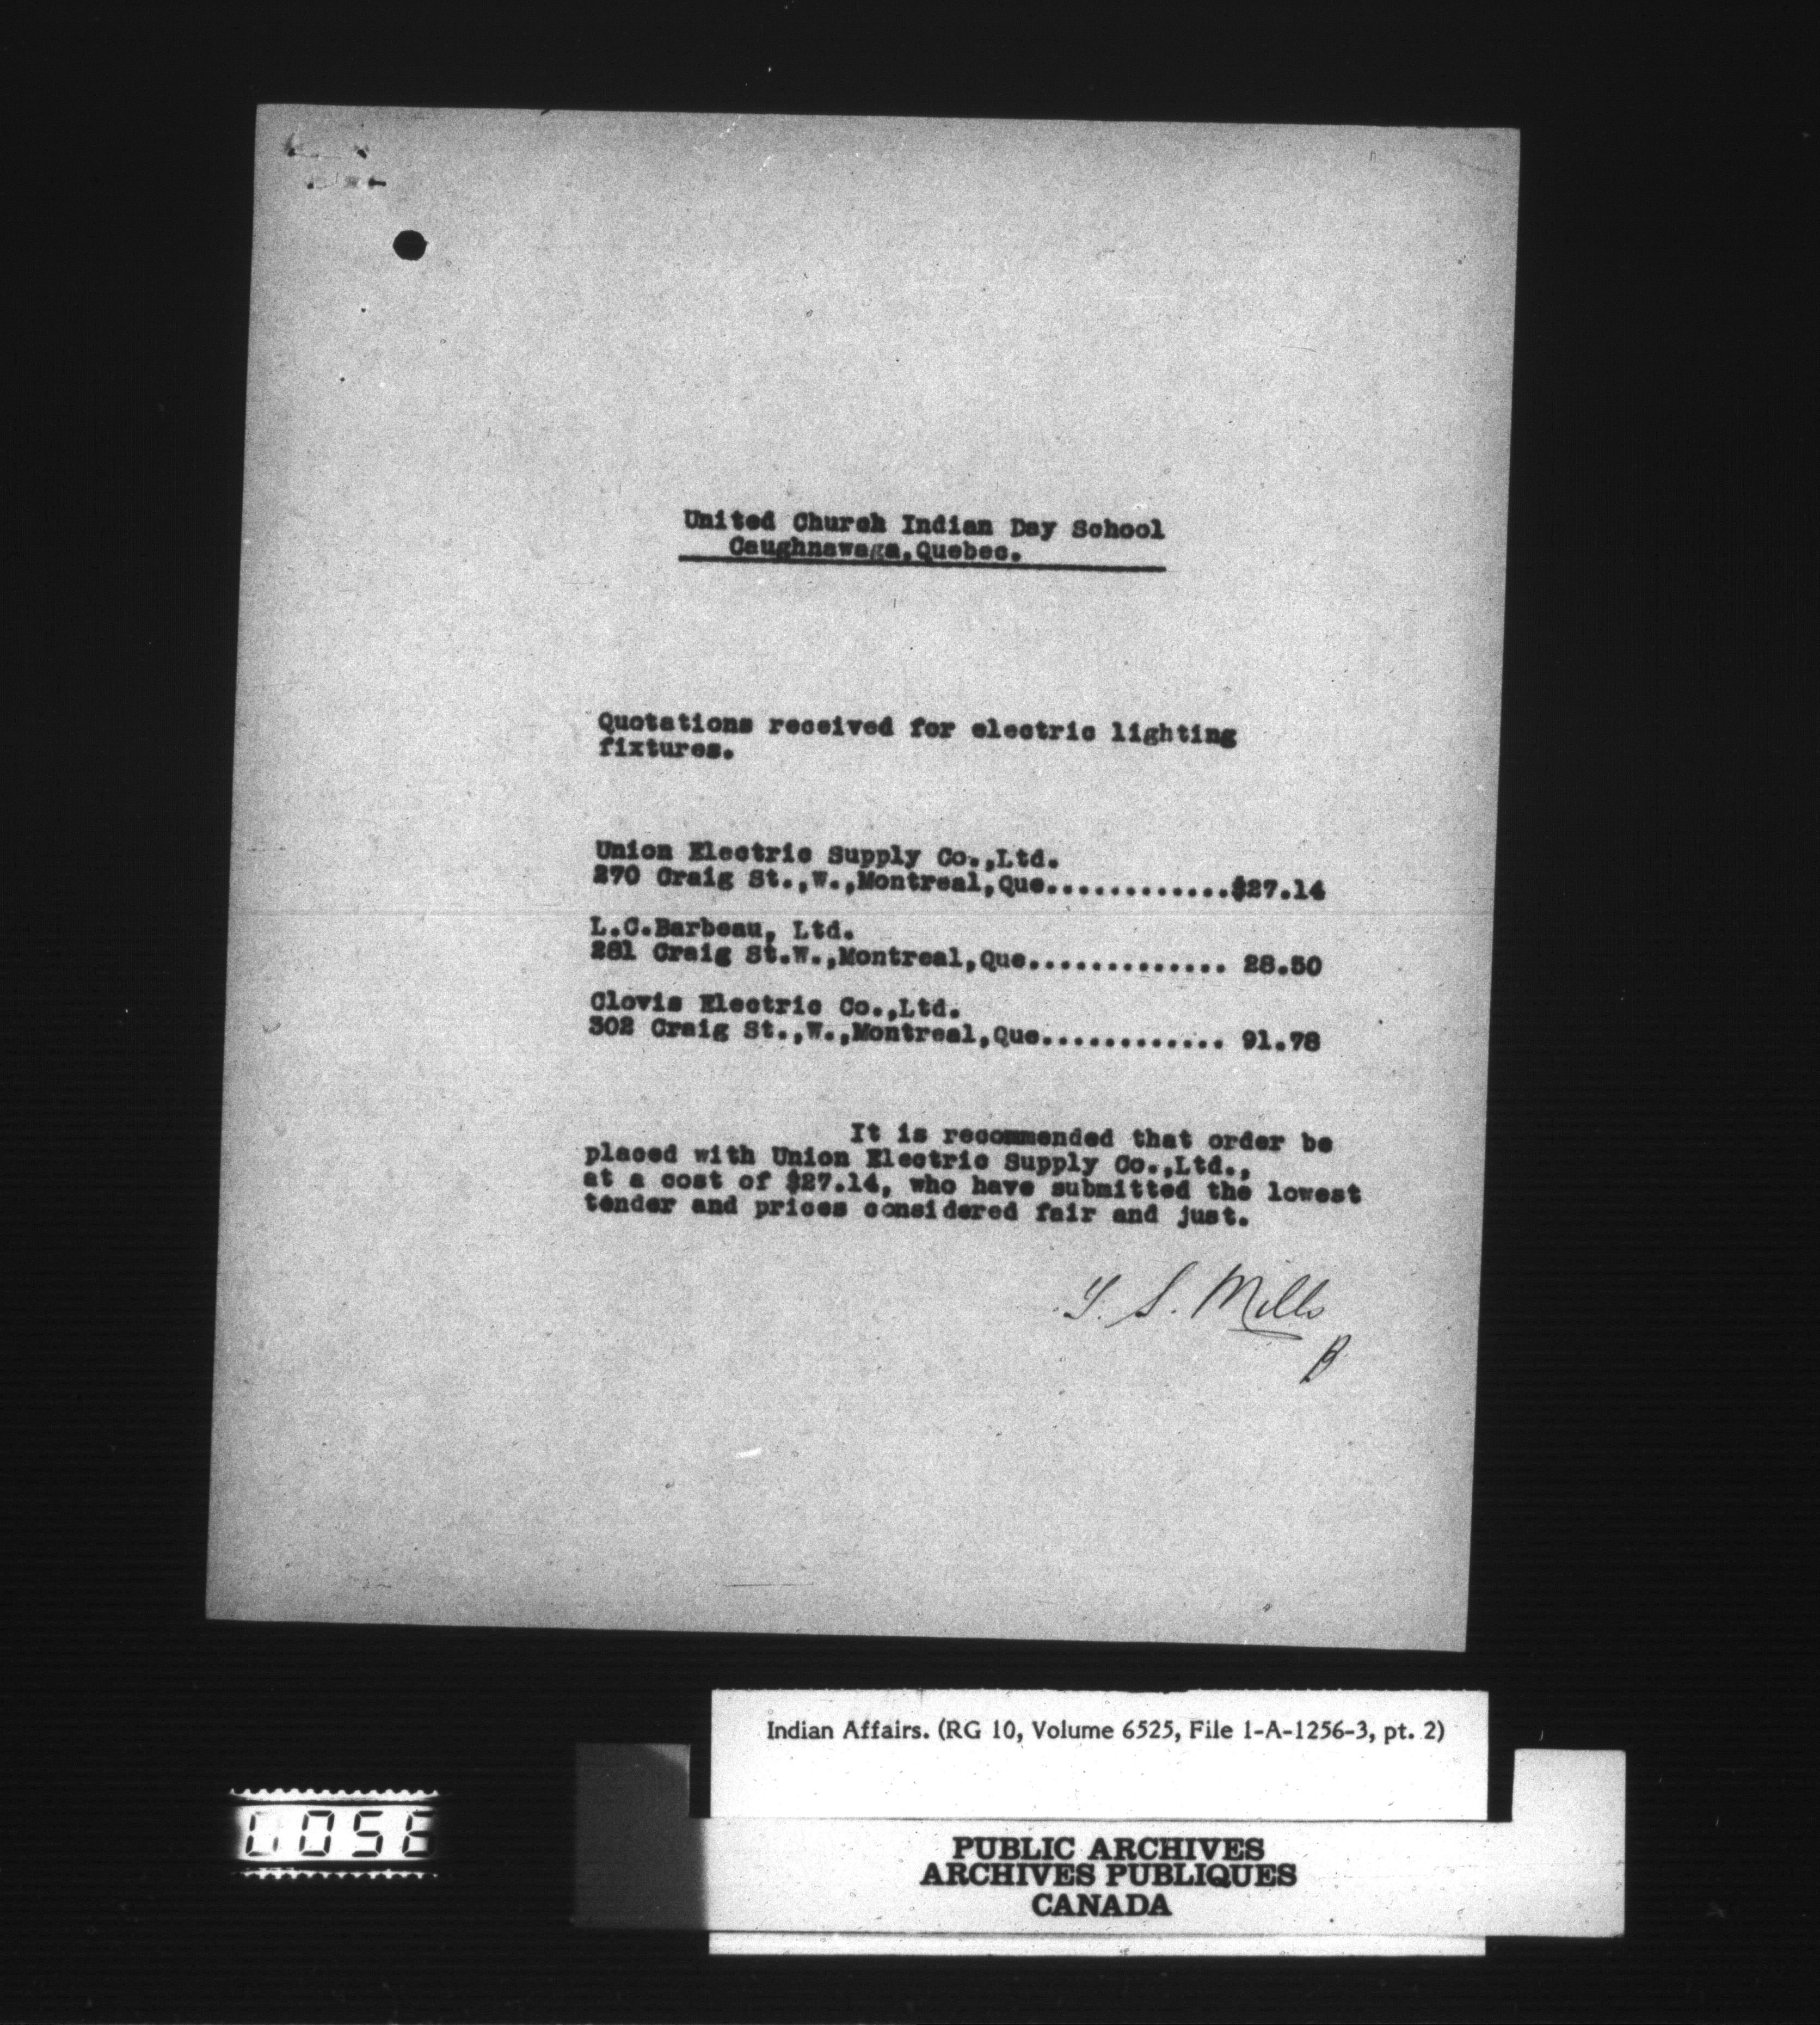 United Church Indian Day School
Caughnawaga,Quebec.
Quotations received for electric lighting
fixtures.
Union Electric Supply Co.,Ltd.
270 Craig St.,W.,Montreal,Que.............$27.14
L.C.Barbeau, Ltd.
281 Craig St.W.,Montreal,Que............. 28.50
Clovis Electric Co.,Ltd.
302 Craig St.,W.,Montreal,Que............ 91.78
It is recommended that order be
placed with Union Electric Supply Co.,Ltd.,
at a cost of $27.14, who have submitted the lowest
tender and prices considered fair and just.
S. Mills
Indian Affairs. (RG 10, Volume 6525, File 1-A-1256-3, pt. 2)
PUBLIC ARCHIVES
ARCHIVES PUBLIQUES
CANADA